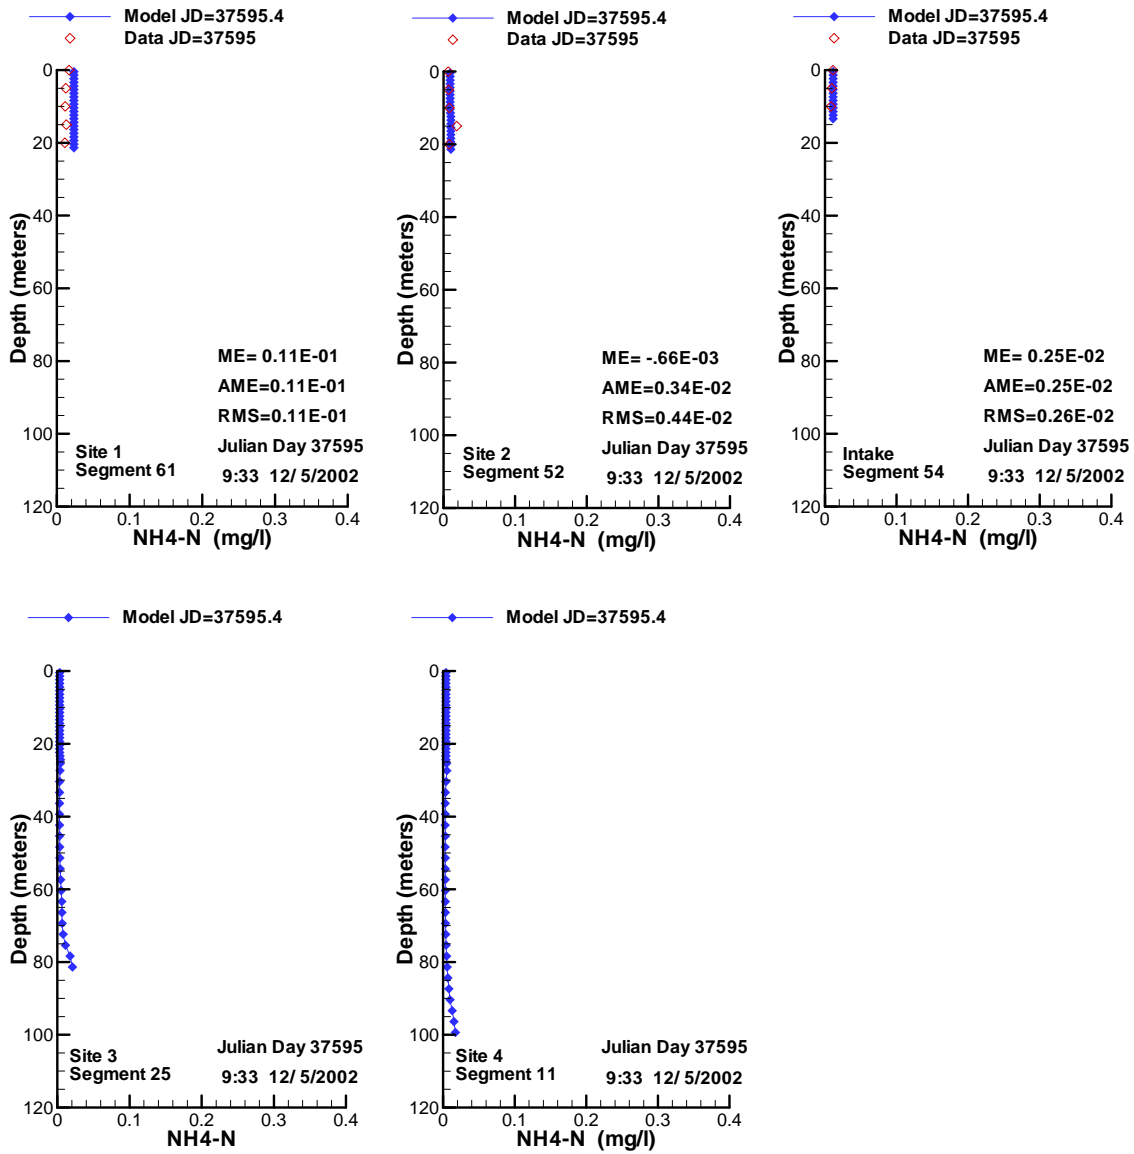 Model JD=37595.4
Data JD=37595
0
20
40
60
80
100
120
Depth (meters)
ME= 0.11E-01
AME=0.11E-01
RMS=0.11E-01
Site 1
Segment 61
Julian Day 37595
9:33 12/ 5/2002
0 0.1 0.2 0.3 0.4
NH4-N (mg/l)
Model JD=37595.4
Data JD=37595
0
20
40
60
80
100
120
Depth (meters)
ME= -.66E-03
AME=0.34E-02
RMS=0.44E-02
Site 2
Segment 52
Julian Day 37595
9:33 12/ 5/2002
0 0.1 0.2 0.3 0.4
NH4-N (mg/l)
Model JD=37595.4
Data JD=37595
0
20
40
60
80
100
120
Depth (meters)
ME= 0.25E-02
AME=0.25E-02
RMS=0.26E-02
Intake
Segment 54
Julian Day 37595
9:33 12/ 5/2002
0 0.1 0.2 0.3 0.4
NH4-N (mg/l)
Model JD=37595.4
0
20
40
60
80
100
120
Depth (meters)
Site 3
Segment 25
Julian Day 37595
9:33 12/ 5/2002
0 0.1 0.2 0.3 0.4
NH4-N
Model JD=37595.4
0
20
40
60
80
100
120
Depth (meters)
Site 4
Segment 11
Julian Day 37595
9:33 12/ 5/2002
0 0.1 0.2 0.3 0.4
NH4-N (mg/l)